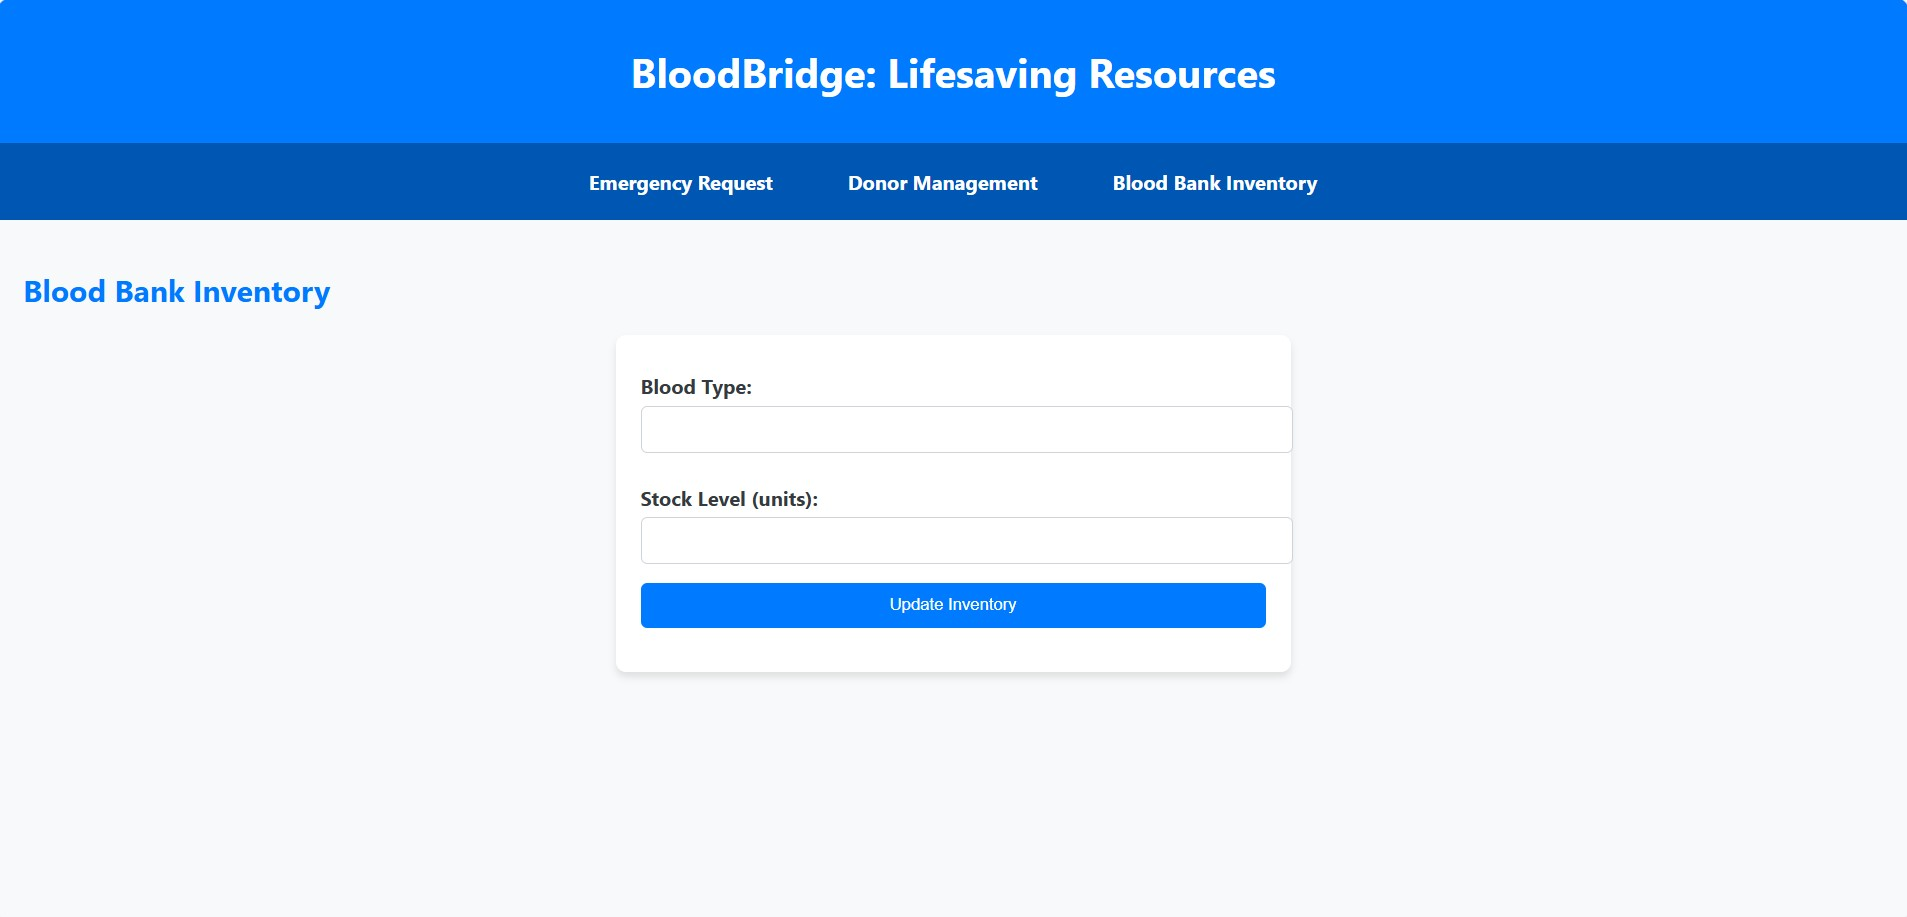 BloodBridge: Lifesaving Resources
Emergency Request Donor Management Blood Bank Inventory
Blood Bank Inventory
Blood Type:
Stock Level (units):
Update Inventory